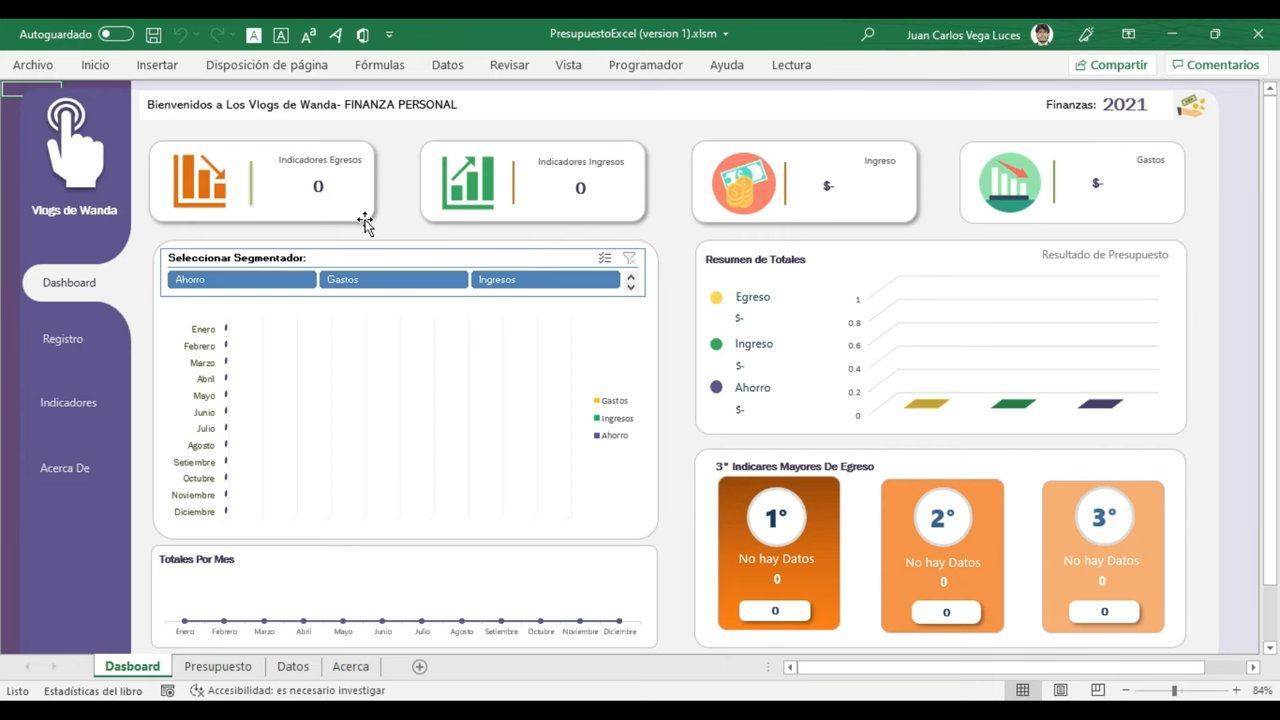 Autoguardado
PresupuestoExcel (version 1).xlsm
Juan Carlos Vega Luces
Archivo
Inicio
Insertar
Disposición de página
Fórmulas
Datos
Revisar
Vista
Programador
Ayuda
Lectura
Compartir
Comentarios
Bienvenidos a Los Vlogs de Wanda- FINANZA PERSONAL
Finanzas: 2021
Vlogs de Wanda
Dashboard
Registro
Indicadores
Acerca De
Indicadores Egresos
0
Indicadores Ingresos
0
Ingreso
$-
Gastos
$-
Seleccionar Segmentador:
Ahorro
Gastos
Ingresos
Enero
Febrero
Marzo
Abril
Mayo
Junio
Julio
Agosto
Setiembre
Octubre
Noviembre
Diciembre
Gastos
Ingresos
Ahorro
Resumen de Totales
Resultado de Presupuesto
Egreso
$-
Ingreso
$-
Ahorro
$-
1
0.8
0.6
0.4
0.2
0
Totales Por Mes
Enero Febrero Marzo Abril Mayo Junio Julio Agosto Setiembre Octubre Noviembre Diciembre
3° Indicares Mayores De Egreso
1°
No hay Datos
0
0
2°
No hay Datos
0
0
3°
No hay Datos
0
0
Dasboard
Presupuesto
Datos
Acerca
Listo
Estadísticas del libro
Accesibilidad: es necesario investigar
84%